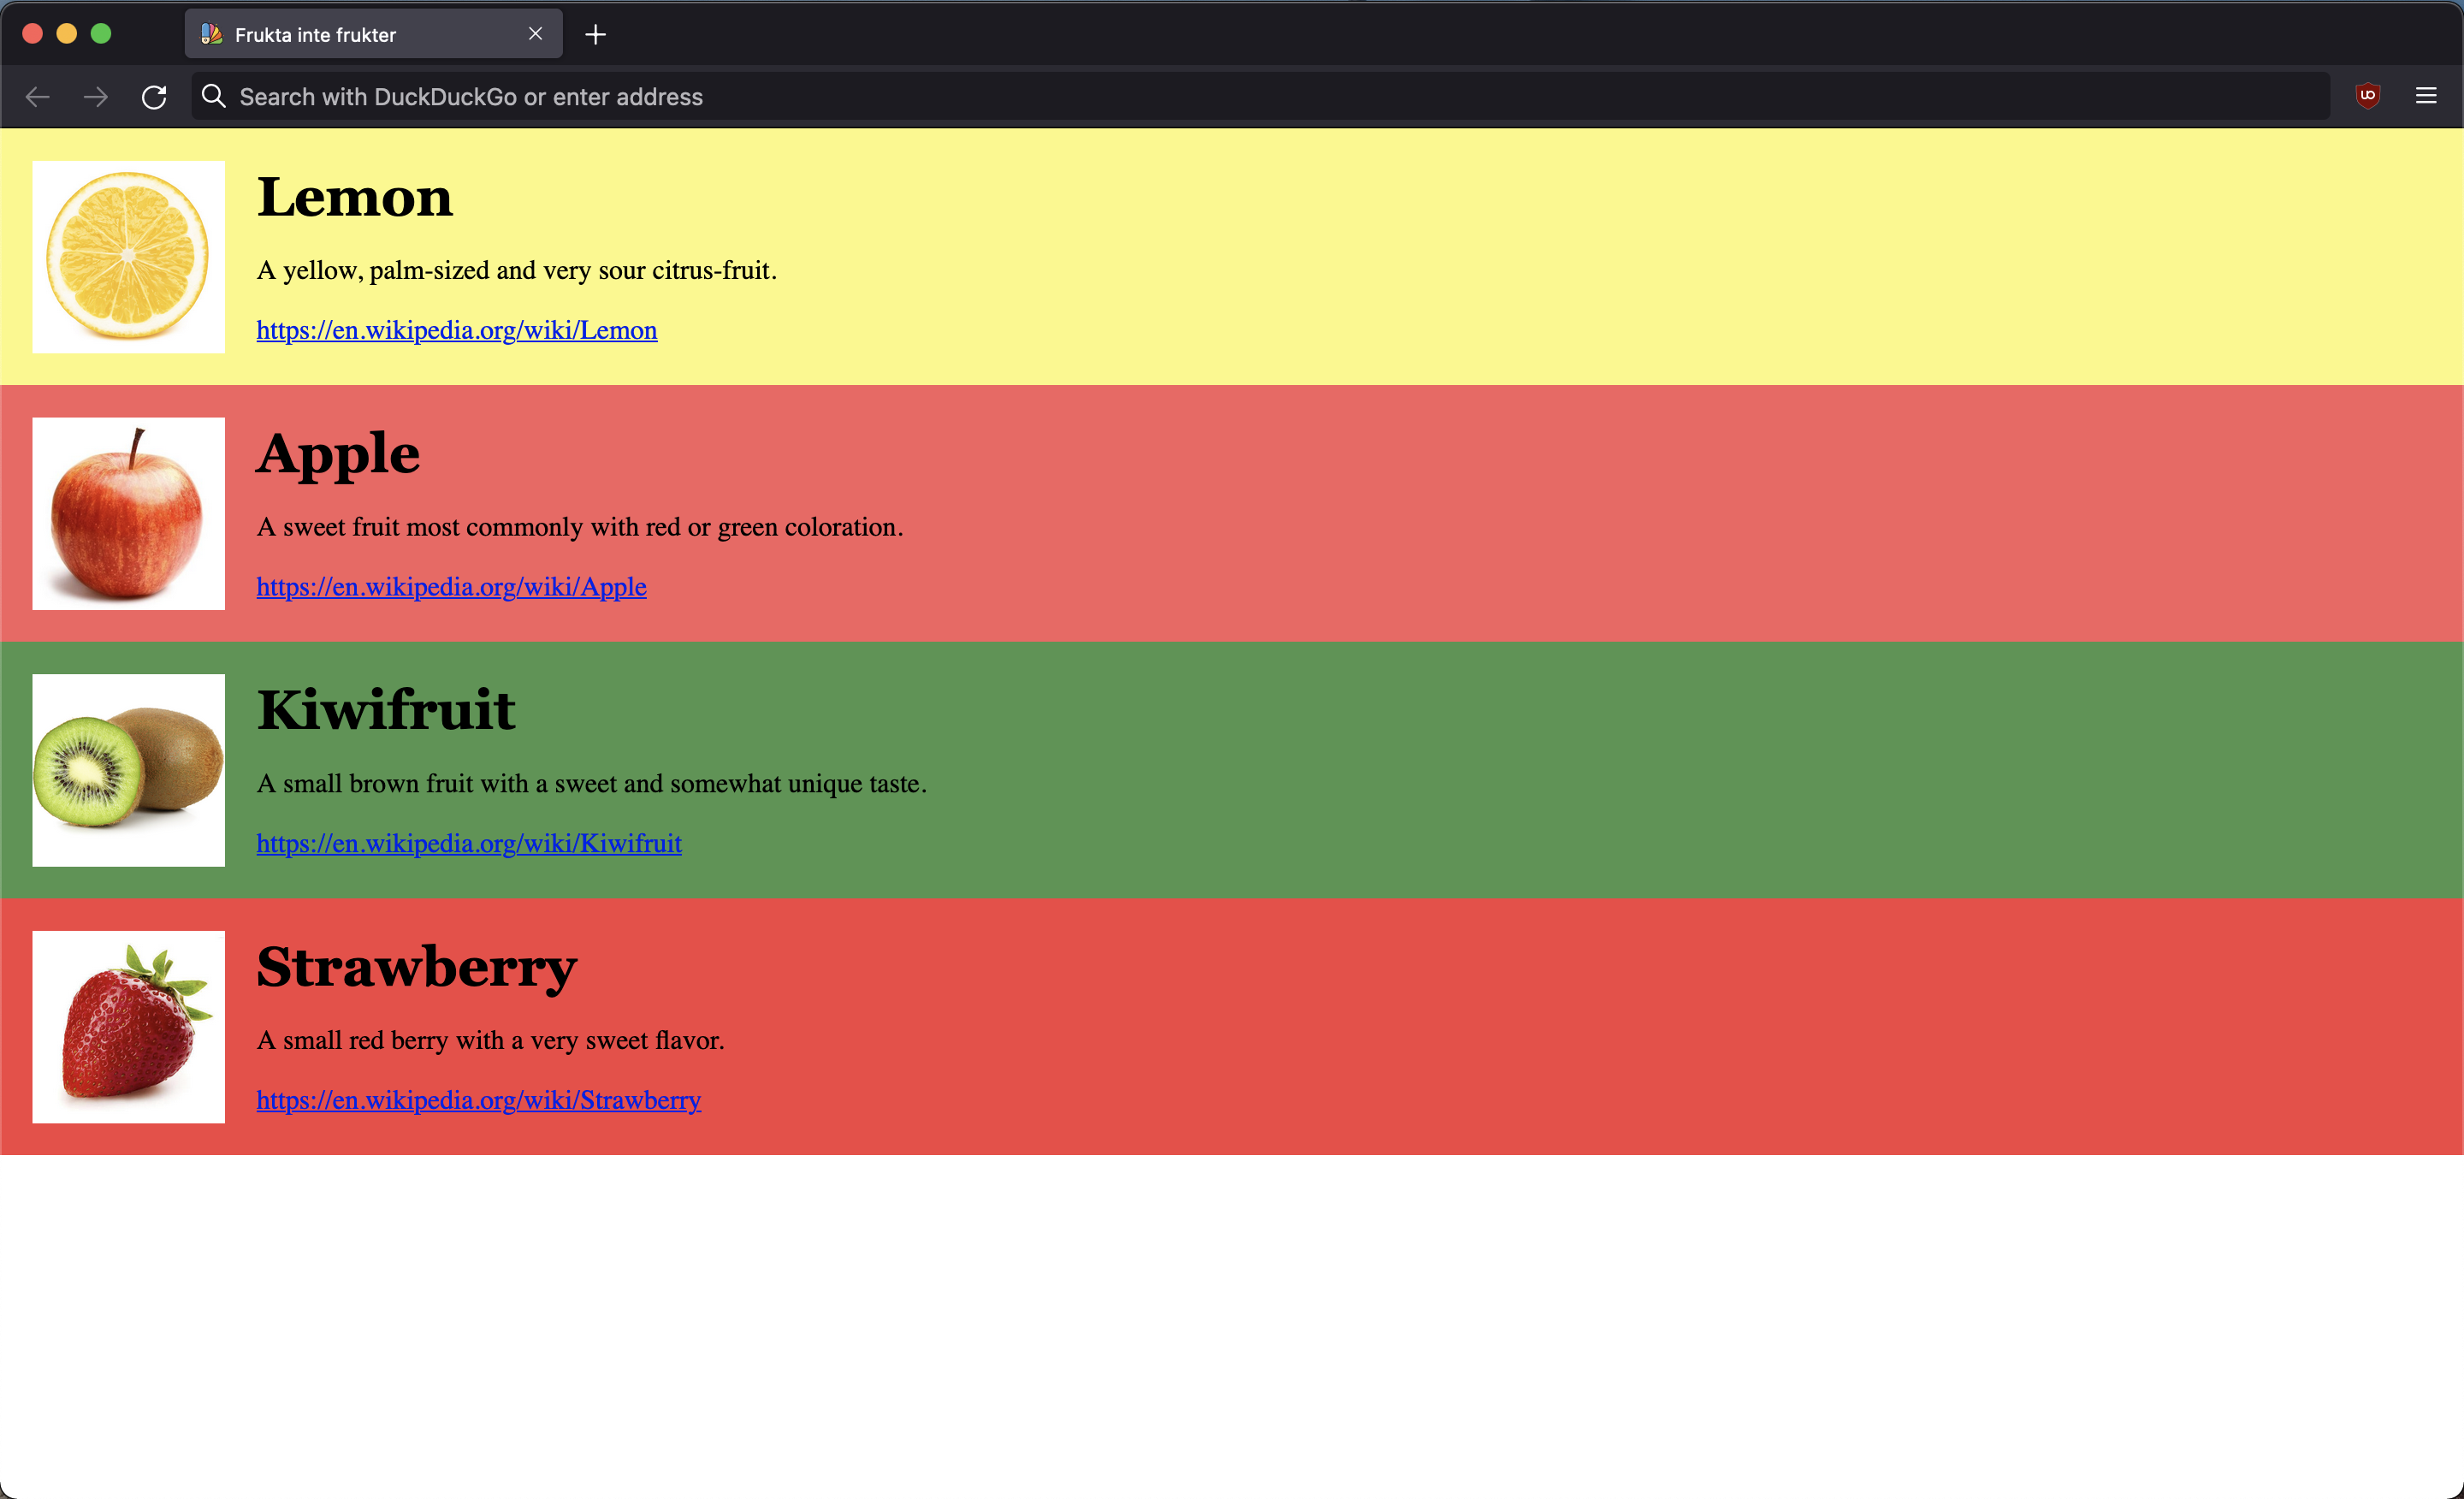 Frukta inte frukter
Search with DuckDuckGo or enter address
Lemon
A yellow, palm-sized and very sour citrus-fruit.
https://en.wikipedia.org/wiki/Lemon
Apple
A sweet fruit most commonly with red or green coloration.
https://en.wikipedia.org/wiki/Apple
Kiwifruit
A small brown fruit with a sweet and somewhat unique taste.
https://en.wikipedia.org/wiki/Kiwifruit
Strawberry
A small red berry with a very sweet flavor.
https://en.wikipedia.org/wiki/Strawberry